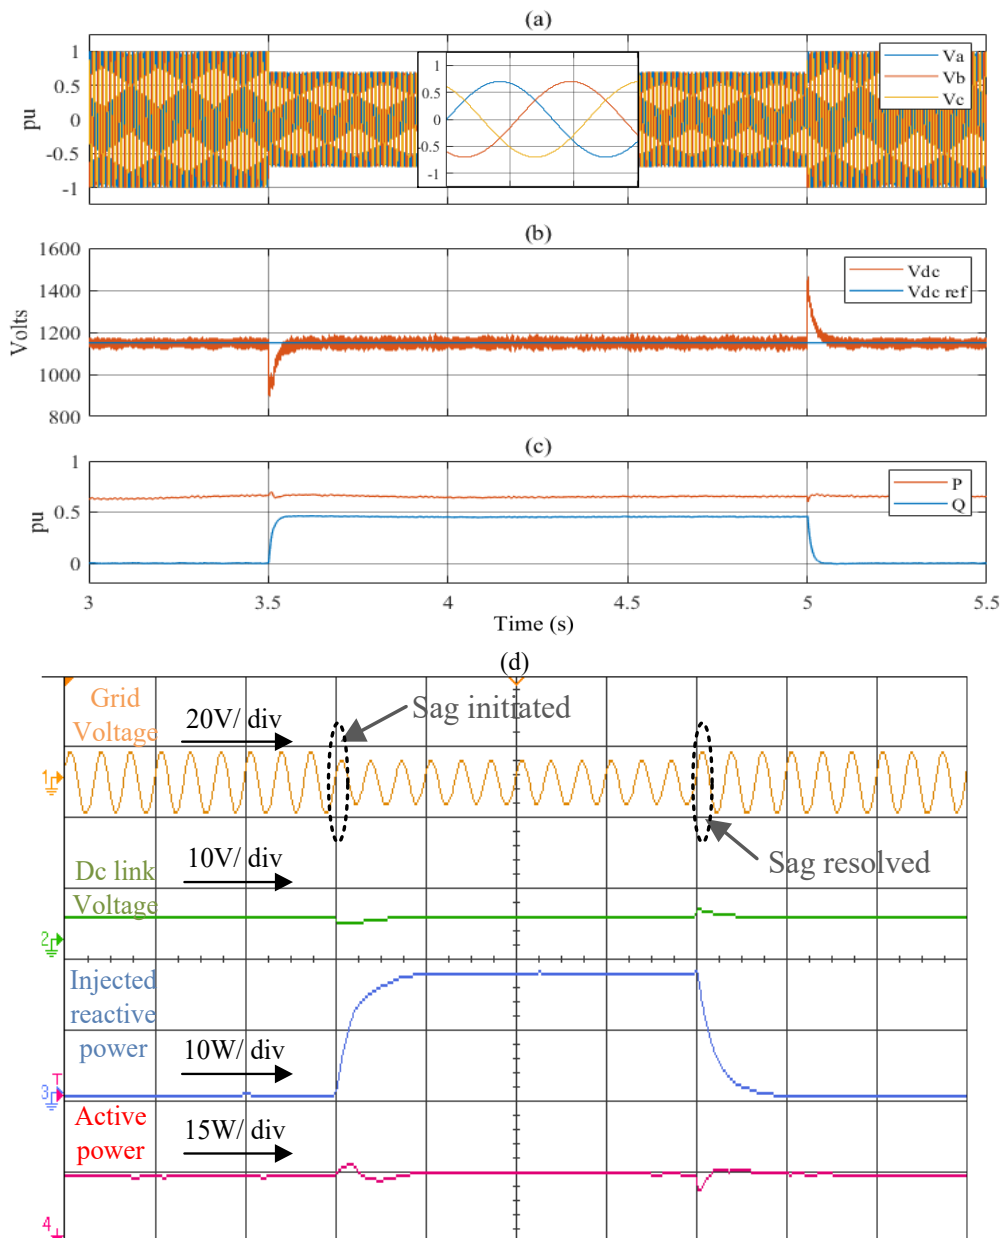 (a)
1
0.5
0
-0.5
-1
pu
1
0.5
0
-0.5
-1
Va
Vb
Vc
(b)
1600
1400
1200
1000
800
Volts
Vdc
Vdc ref
(c)
1
0.5
0
pu
P
Q
3
3.5
4
4.5
5
5.5
Time (s)
(d)
Grid
Voltage
20V/ div
Sag initiated
1
Dc link
Voltage
10V/ div
Sag resolved
2
Injected
reactive
power
10W/ div
T
3
Active
power
15W/ div
4